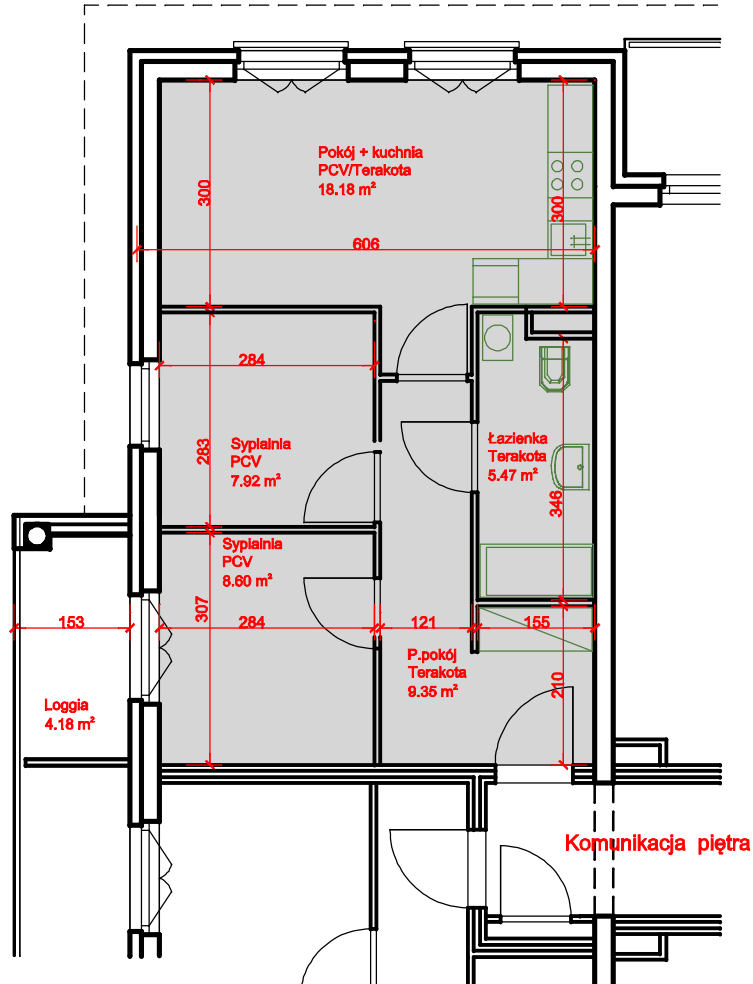 Pokój + kuchnia
PCV/Terakota
18.18 m²
300
300
606
284
283
Sypialnia
PCV
7.92 m²
Łazienka
Terakota
5.47 m²
346
Sypialnia
PCV
8.60 m²
307
153
284
121
155
P.pokój
Terakota
9.35 m²
210
Loggia
4.18 m²
Komunikacja piętra